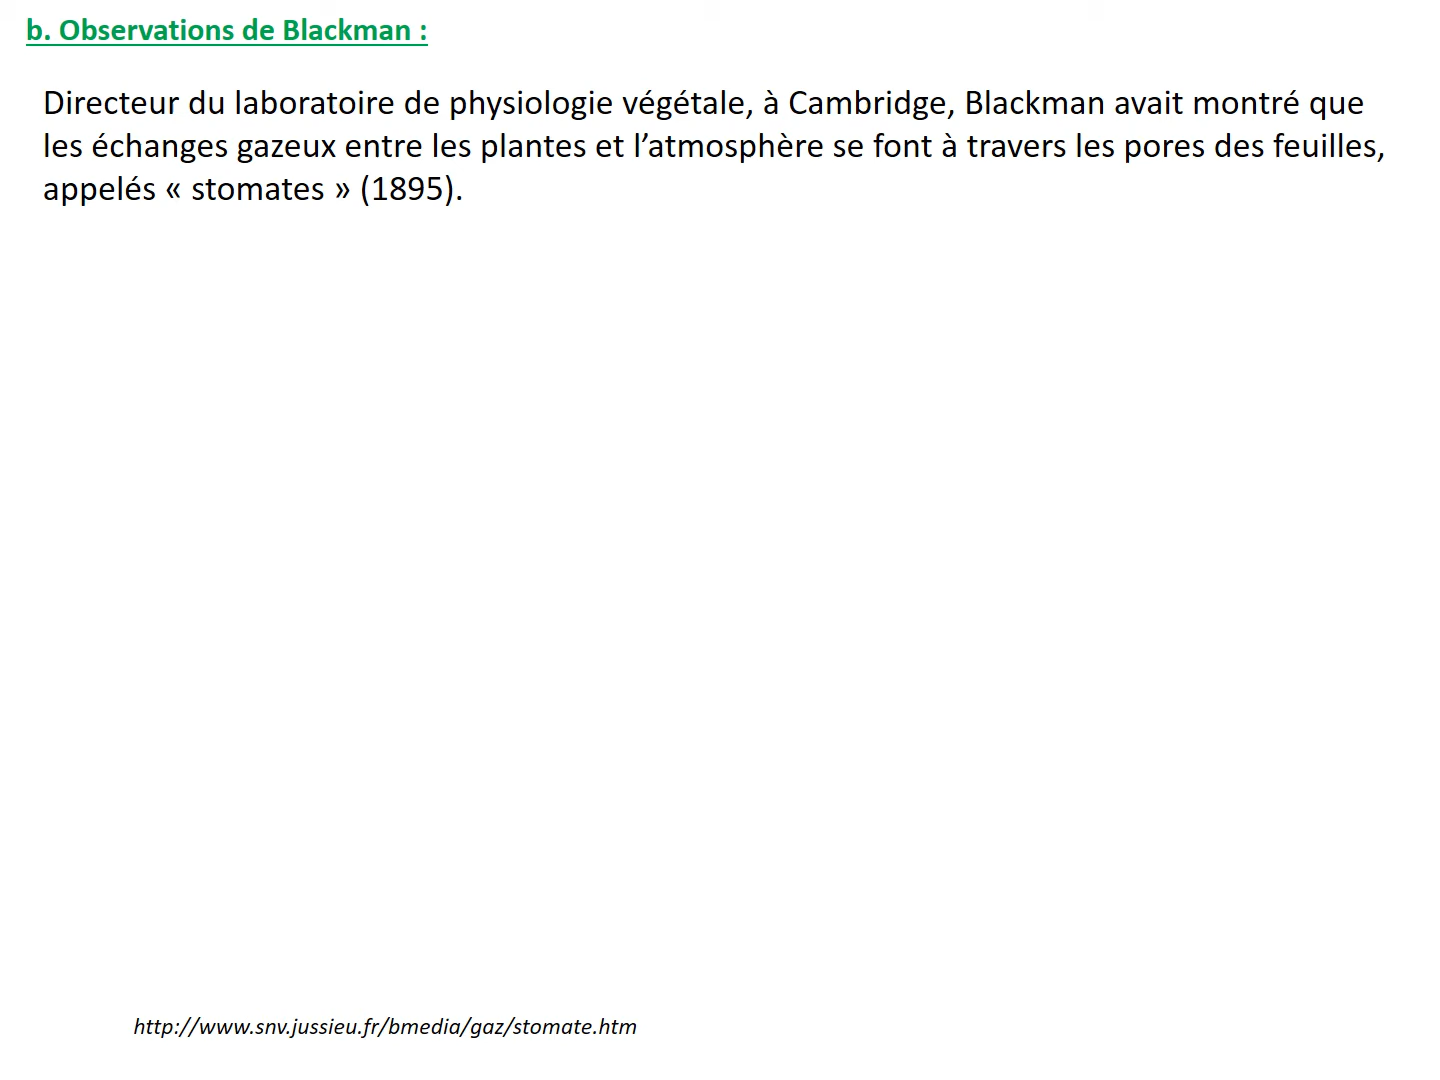 b. Observations de Blackman :
Directeur du laboratoire de physiologie végétale, à Cambridge, Blackman avait montré que
les échanges gazeux entre les plantes et l’atmosphère se font à travers les pores des feuilles,
appelés « stomates » (1895).
http://www.snv.jussieu.fr/bmedia/gaz/stomate.htm